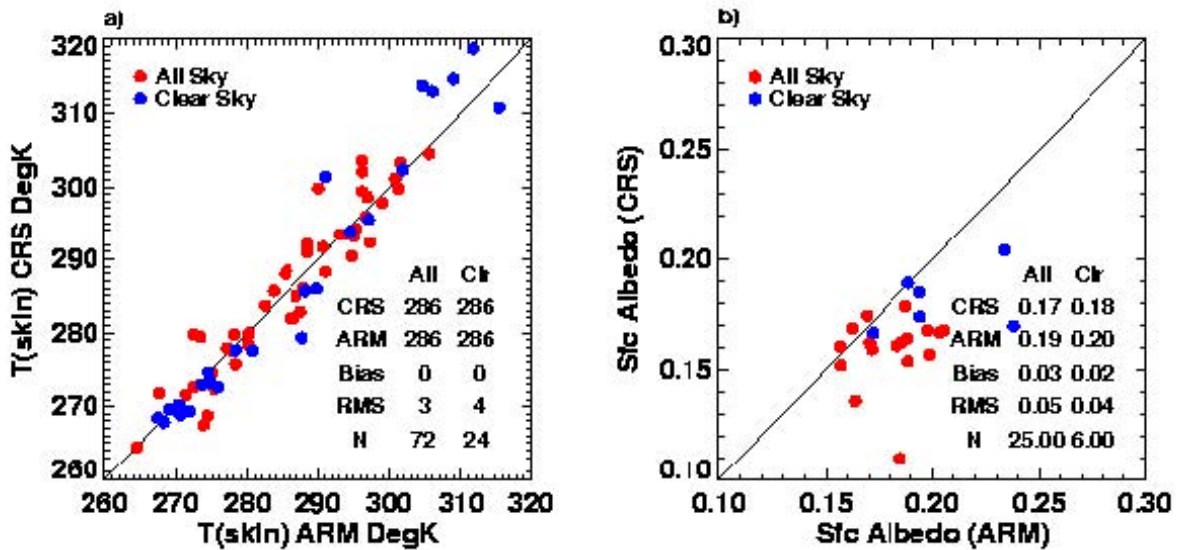 a)
320
310
300
290
280
270
260
260 270 280 290 300 310 320
T(skin) CRS DegK
T(skin) ARM DegK
All Sky
Clear Sky
All Clr
CRS 286 286
ARM 286 286
Bias 0 0
RMS 3 4
N 72 24
b)
0.30
0.25
0.20
0.15
0.10
0.10 0.15 0.20 0.25 0.30
Sfc Albedo (CRS)
Sfc Albedo (ARM)
All Sky
Clear Sky
All Clr
CRS 0.17 0.18
ARM 0.19 0.20
Bias 0.03 0.02
RMS 0.05 0.04
N 25.00 6.00